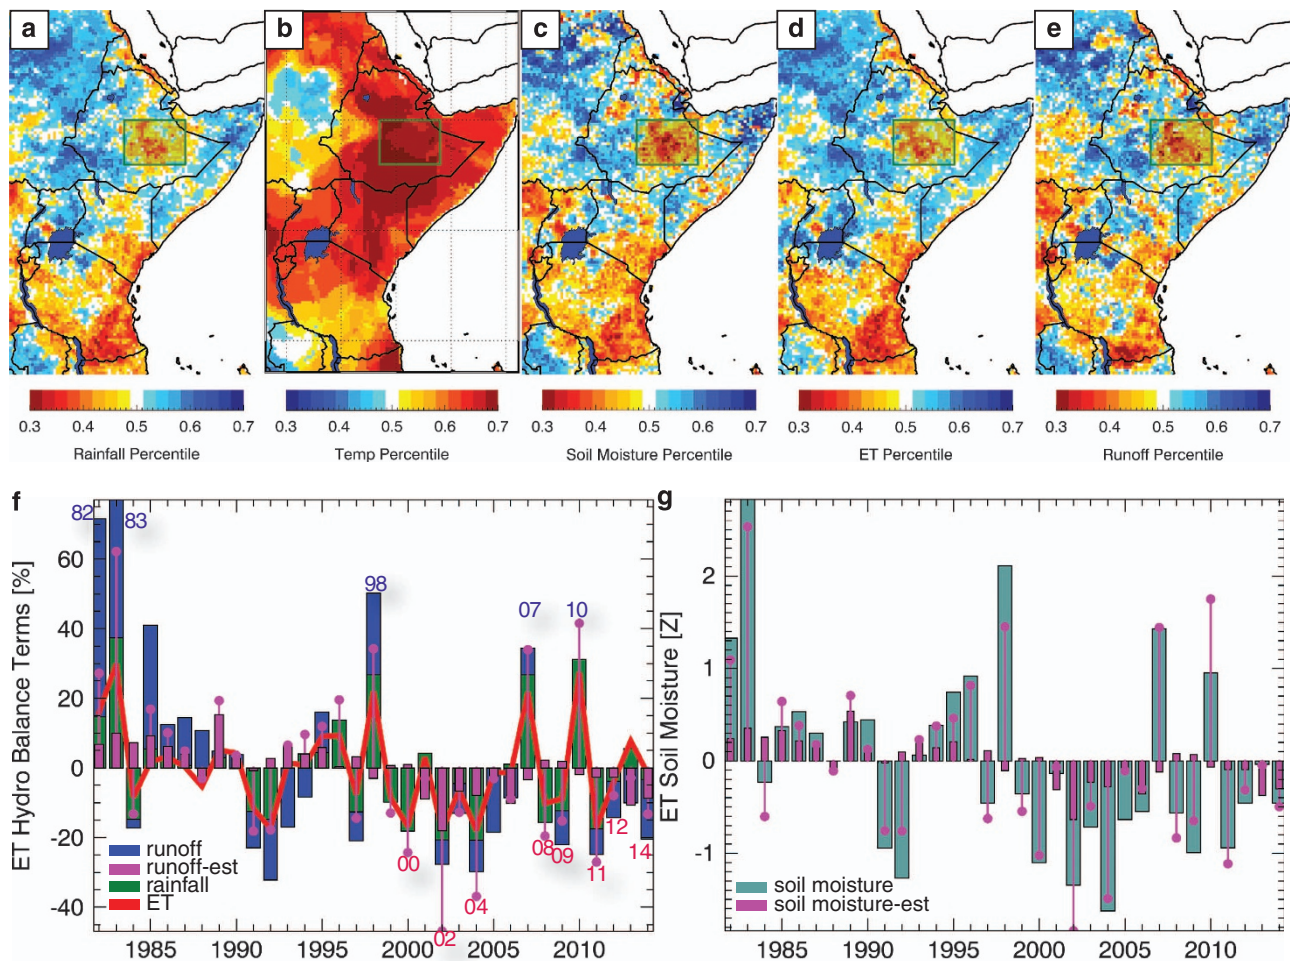 a b c d e
0.3 0.4 0.5 0.6 0.7 0.3 0.4 0.5 0.6 0.7 0.3 0.4 0.5 0.6 0.7 0.3 0.4 0.5 0.6 0.7 0.3 0.4 0.5 0.6 0.7
Rainfall Percentile Temp Percentile Soil Moisture Percentile ET Percentile Runoff Percentile
f
ET Hydro Balance Terms [%]
60
40
20
0
-20
-40
82
83
98
07
10
00
02
04
08
09
11
12
14
runoff
runoff-est
rainfall
ET
1985 1990 1995 2000 2005 2010
g
ET Soil Moisture [Z]
2
1
0
-1
soil moisture
soil moisture-est
1985 1990 1995 2000 2005 2010